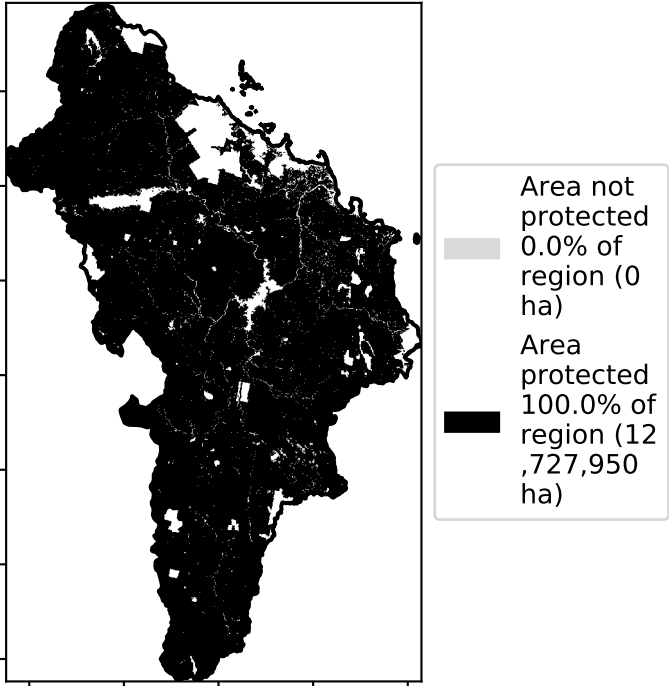 Area not
protected
0.0% of
region (0
ha)
Area
protected
100.0% of
region (12
,727,950
ha)